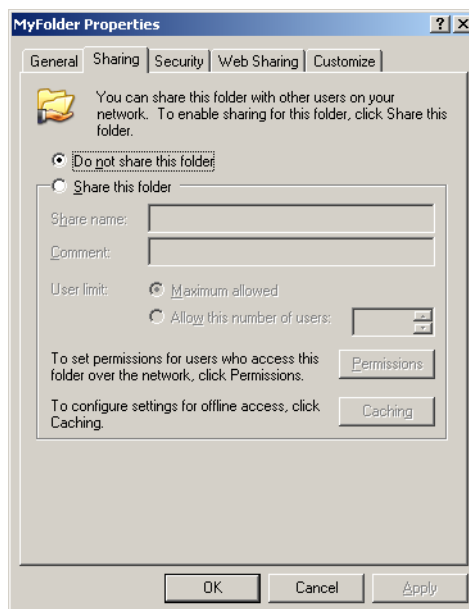 MyFolder Properties
General Sharing Security Web Sharing Customize
You can share this folder with other users on your
network. To enable sharing for this folder, click Share this
folder.
Do not share this folder
Share this folder
Share name:
Comment:
User limit: Maximum allowed
Allow this number of users:
To set permissions for users who access this
folder over the network, click Permissions.
Permissions
To configure settings for offline access, click
Caching.
Caching
OK Cancel Apply